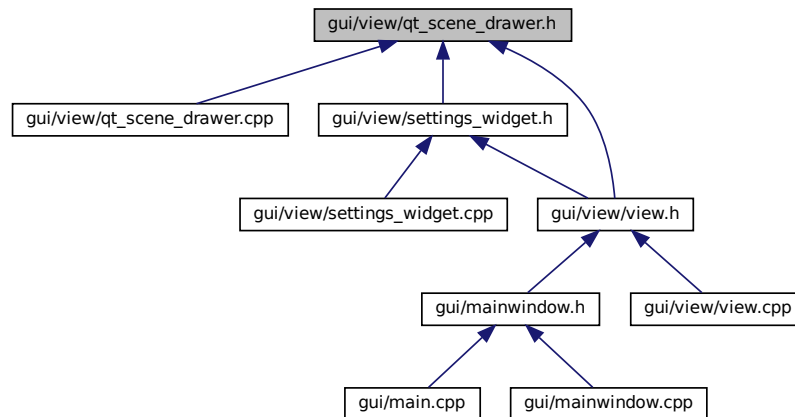 gui/view/qt_scene_drawer.h
gui/view/qt_scene_drawer.cpp
gui/view/settings_widget.h
gui/view/settings_widget.cpp
gui/view/view.h
gui/mainwindow.h
gui/view/view.cpp
gui/main.cpp
gui/mainwindow.cpp